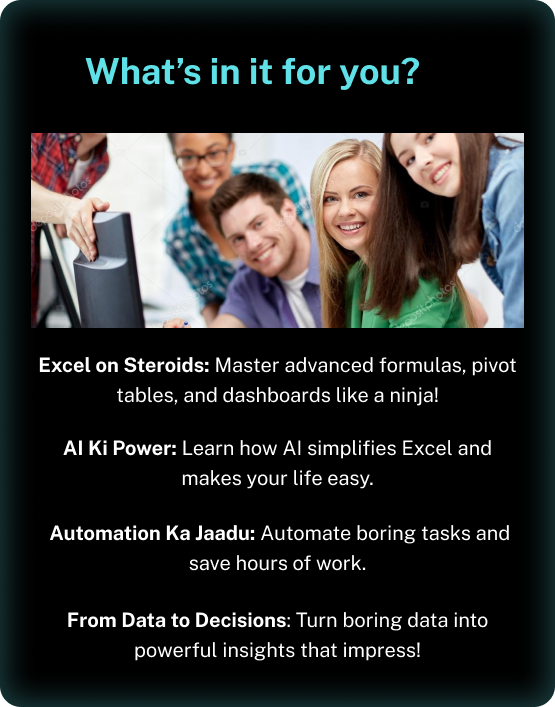 What’s in it for you?
Excel on Steroids: Master advanced formulas, pivot
tables, and dashboards like a ninja!
AI Ki Power: Learn how AI simplifies Excel and
makes your life easy.
Automation Ka Jaadu: Automate boring tasks and
save hours of work.
From Data to Decisions: Turn boring data into
powerful insights that impress!